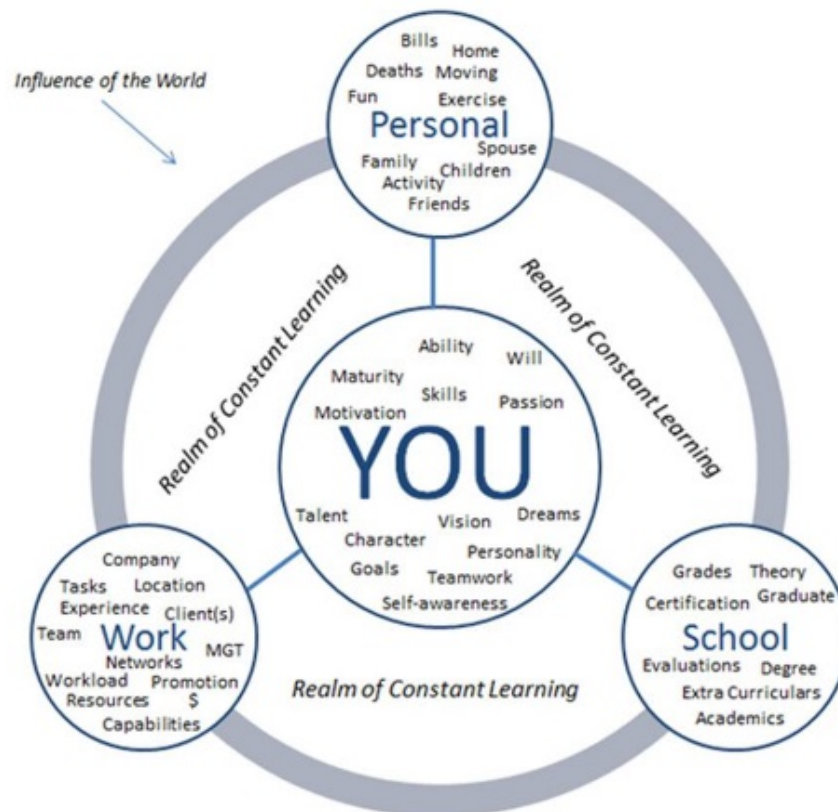 Influence of the World
Bills
Home
Deaths
Moving
Fun
Exercise
Personal
Spouse
Family
Children
Activity
Friends
Realm of Constant Learning
Realm of Constant Learning
Ability
Will
Maturity
Skills
Passion
Motivation
YOU
Talent
Vision
Dreams
Character
Personality
Goals
Teamwork
Self-awareness
Company
Tasks
Location
Experience
Client(s)
Team
Work
MGT
Networks
Workload
Promotion
Resources
$
Capabilities
Realm of Constant Learning
Grades
Theory
Graduate
Certification
School
Evaluations
Degree
Extra Curriculars
Academics